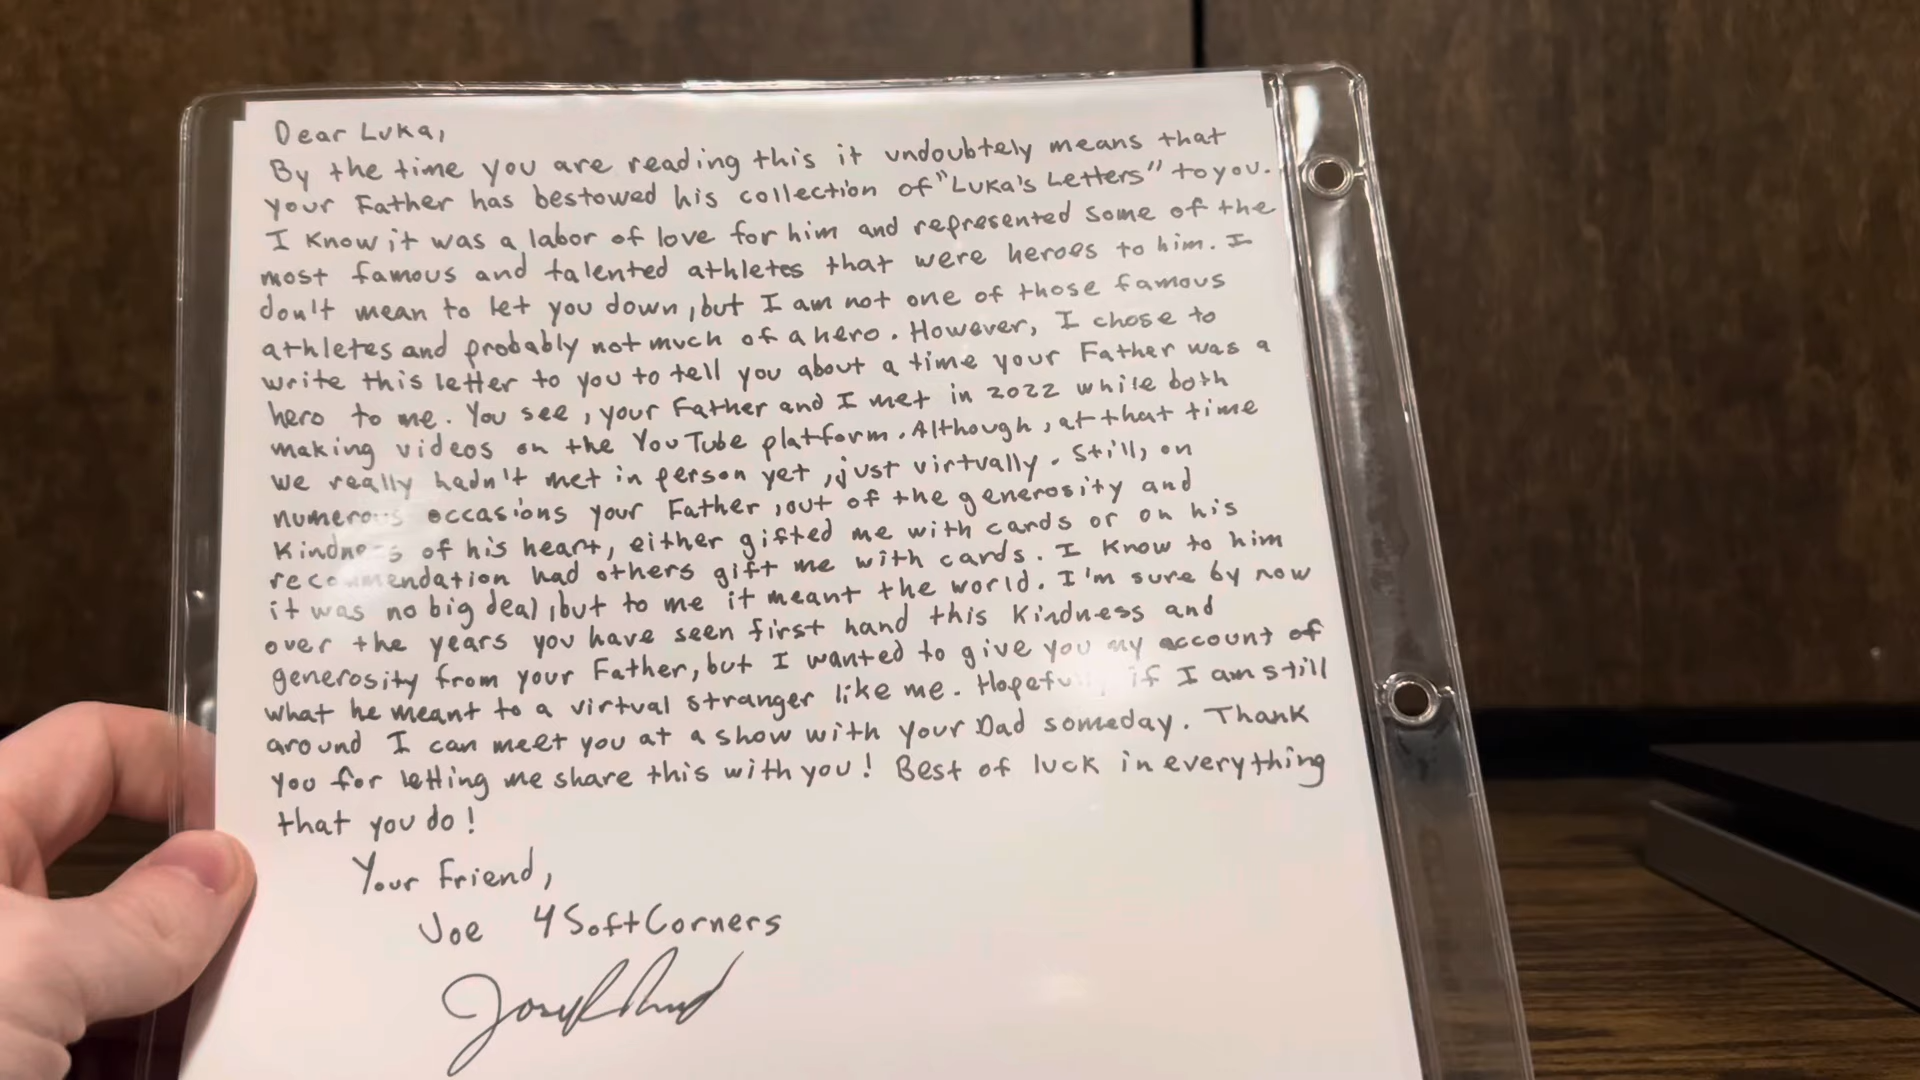 Dear Luka,
By the time you are reading this it undoubtely means that
your Father has bestowed his collection of "Luka's Letters" to you.
I know it was a labor of love for him and represented some of the
most famous and talented athletes that were heroes to him. I
don't mean to let you down, but I am not one of those famous
athletes and probably not much of a hero. However, I chose to
write this letter to you to tell you about a time your Father was a
hero to me. You see, your Father and I met in 2022 while both
making videos on the YouTube platform. Although, at that time
we really hadn't met in person yet, just virtually. Still, on
numerous occasions your Father, out of the generosity and
kindness of his heart, either gifted me with cards or on his
recommendation had others gift me with cards. I know to him
it was no big deal, but to me it meant the world. I'm sure by now
over the years you have seen first hand this kindness and
generosity from your Father, but I wanted to give you my account of
what he meant to a virtual stranger like me. Hopefully if I am still
around I can meet you at a show with your Dad someday. Thank
you for letting me share this with you! Best of luck in everything
that you do!
Your Friend,
Joe 4SoftCorners